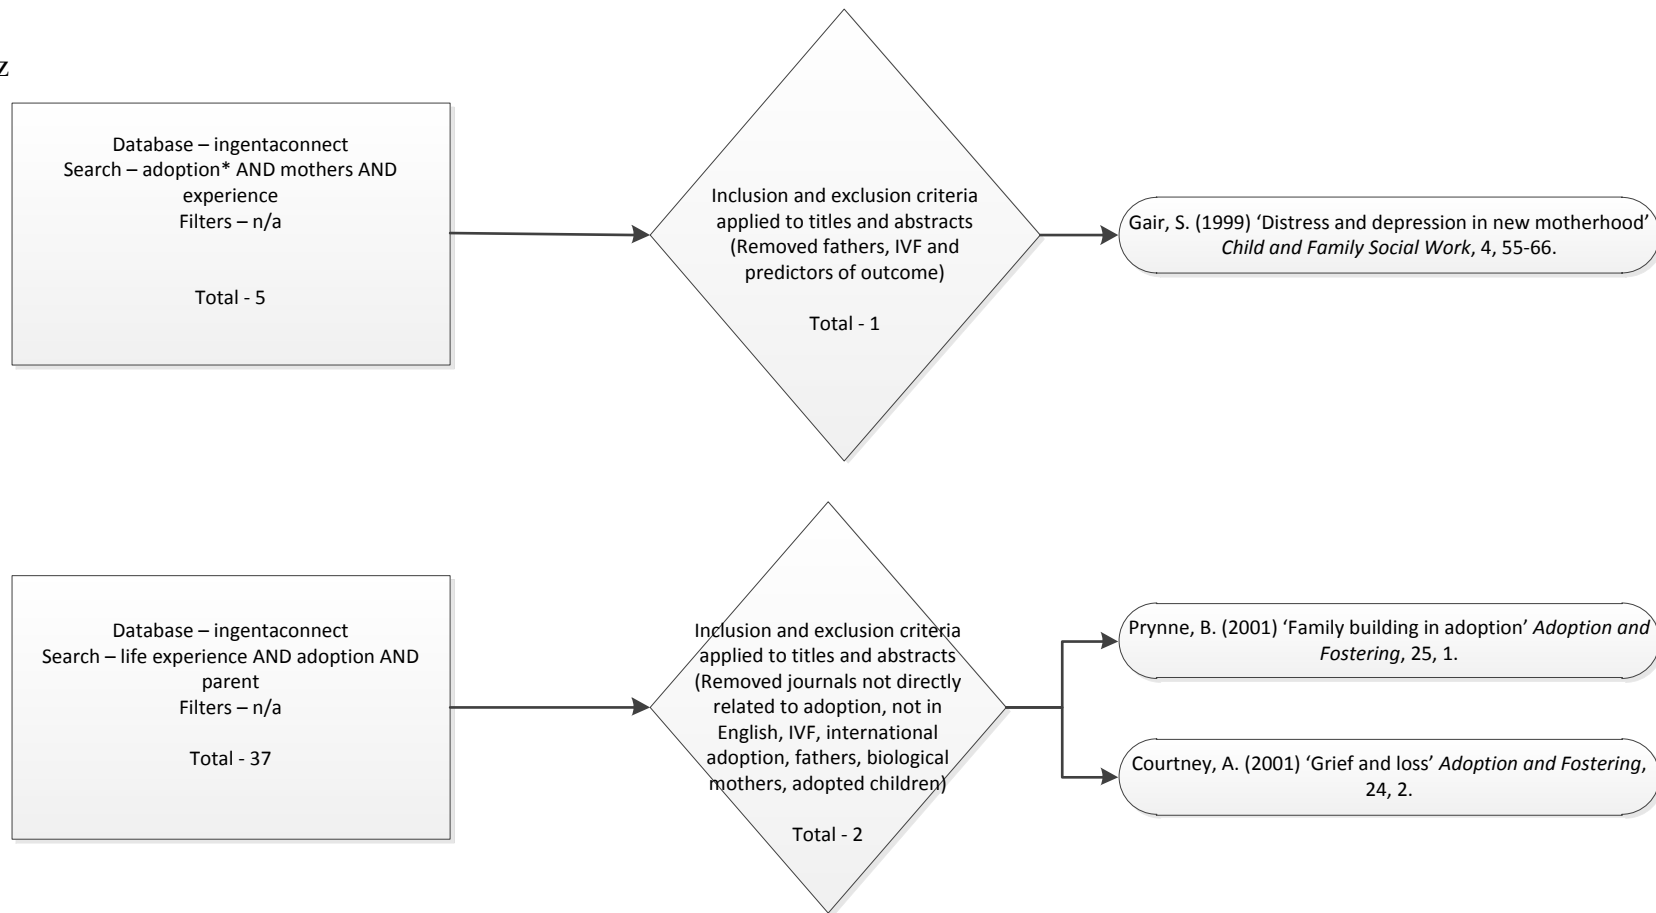 z
Database – ingentaconnect
Search – adoption* AND mothers AND
experience
Filters – n/a
Total - 5
Inclusion and exclusion criteria
applied to titles and abstracts
(Removed fathers, IVF and
predictors of outcome)
Total - 1
Gair, S. (1999) ‘Distress and depression in new motherhood’
Child and Family Social Work, 4, 55-66.
Database – ingentaconnect
Search – life experience AND adoption AND
parent
Filters – n/a
Total - 37
Inclusion and exclusion criteria
applied to titles and abstracts
(Removed journals not directly
related to adoption, not in
English, IVF, international
adoption, fathers, biological
mothers, adopted children)
Total - 2
Prynne, B. (2001) ‘Family building in adoption’ Adoption and
Fostering, 25, 1.
Courtney, A. (2001) ‘Grief and loss’ Adoption and Fostering,
24, 2.